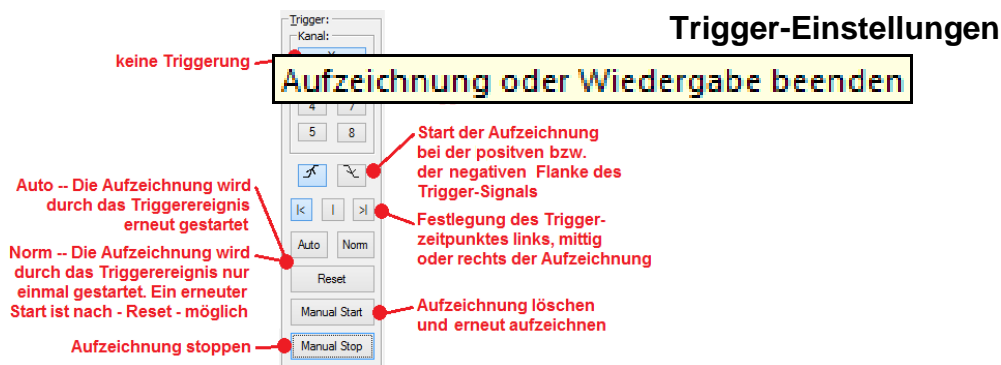 Trigger-Einstellungen
Trigger:
Kanal:
keine Triggerung
Aufzeichnung oder Wiedergabe beenden
4 7
5 8
Start der Aufzeichnung
bei der positven bzw.
der negativen Flanke des
Trigger-Signals
Auto -- Die Aufzeichnung wird
durch das Triggerereignis
erneut gestartet
|< | >|
Festlegung des Trigger-
zeitpunktes links, mittig
oder rechts der Aufzeichnung
Auto Norm
Norm -- Die Aufzeichnung wird
durch das Triggerereignis nur
einmal gestartet. Ein erneuter
Start ist nach - Reset - möglich
Reset
Manual Start
Aufzeichnung löschen
und erneut aufzeichnen
Aufzeichnung stoppen
Manual Stop